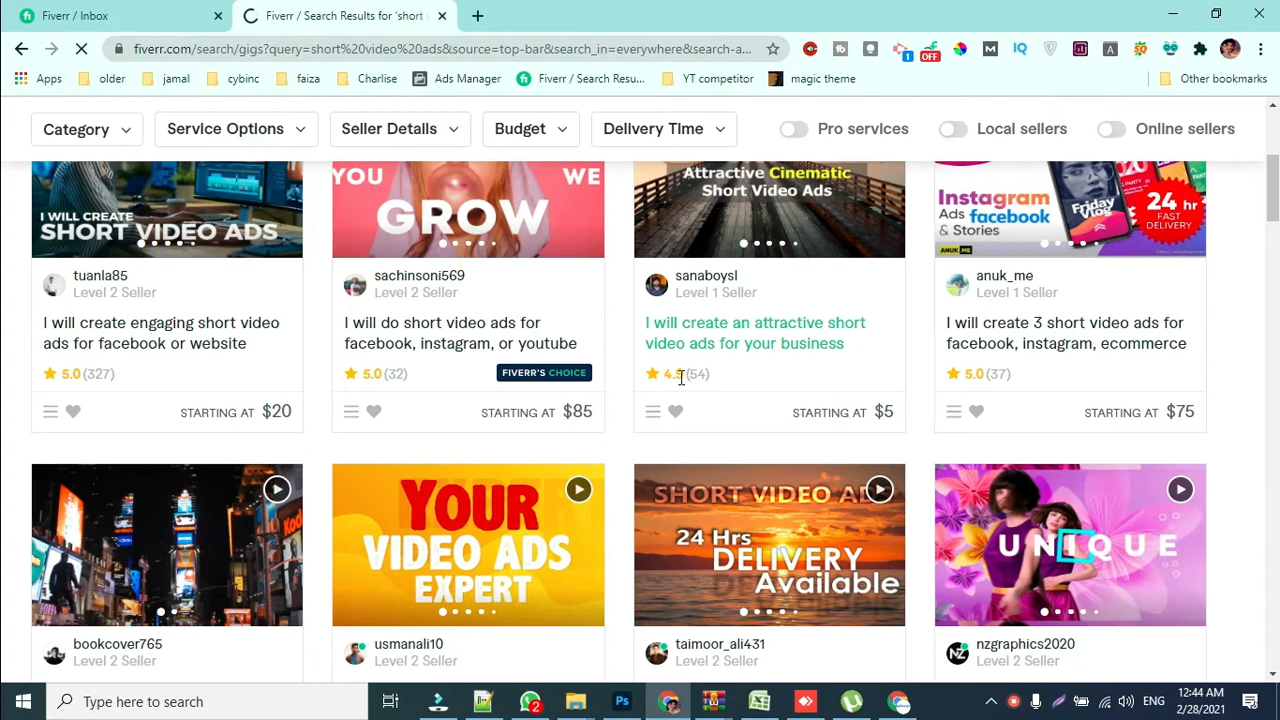 Fiverr / Inbox
Fiverr / Search Results for 'short
fiverr.com/search/gigs?query=short%20video%20ads&source=top-bar&search_in=everywhere&search-a...
Apps
older
jamal
cybinc
faiza
Charlise
Ads Manager
Fiverr / Search Resu...
YT competitor
magic theme
Other bookmarks
Category
Service Options
Seller Details
Budget
Delivery Time
Pro services
Local sellers
Online sellers
I WILL CREATE
SHORT VIDEO ADS
YOU WE
GROW
Attractive Cinematic
Short Video Ads
Instagram
Ads facebook
& Stories
ANUK ME
Friday
Vlogs
24 hr
FAST
DELIVERY
tuanla85
Level 2 Seller
I will create engaging short video
ads for facebook or website
5.0 (327)
STARTING AT $20
sachinsoni569
Level 2 Seller
I will do short video ads for
facebook, instagram, or youtube
5.0 (32)
FIVERR'S CHOICE
STARTING AT $85
sanaboysl
Level 1 Seller
I will create an attractive short
video ads for your business
(54)
STARTING AT $5
anuk_me
Level 1 Seller
I will create 3 short video ads for
facebook, instagram, ecommerce
5.0 (37)
STARTING AT $75
YOUR
VIDEO ADS
EXPERT
SHORT VIDEO
24 Hrs
DELIVERY
Available
UNIQUE
bookcover765
Level 2 Seller
usmanali10
Level 2 Seller
taimoor_ali431
Level 2 Seller
NZ
nzgraphics2020
Level 2 Seller
Type here to search
ENG
12:44 AM
2/28/2021